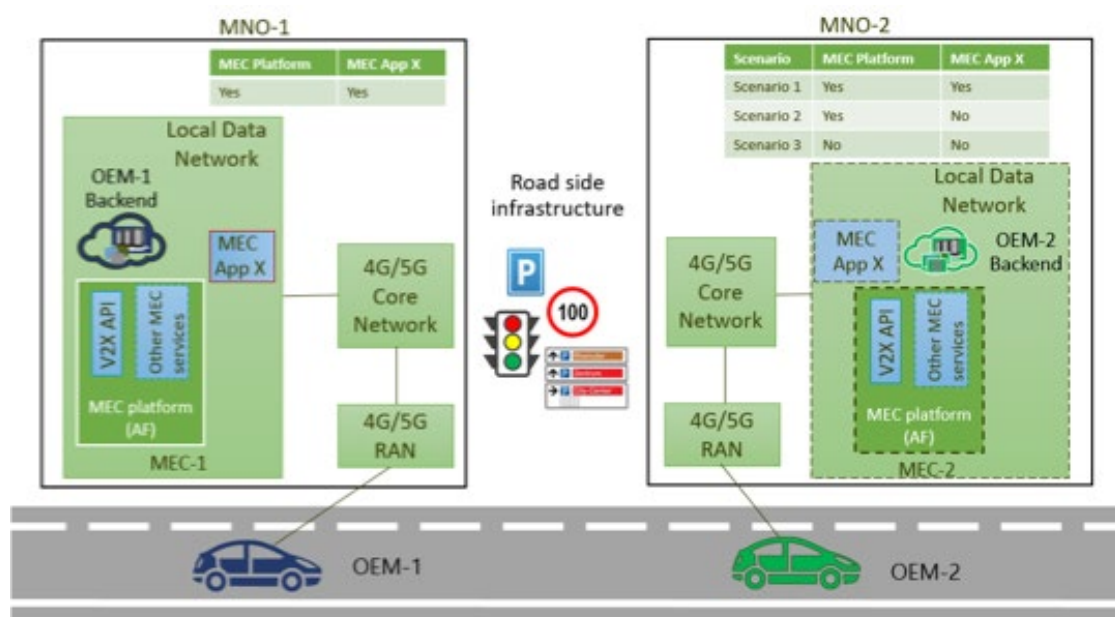 MNO-1
MEC Platform MEC App X
Yes Yes
Local Data
Network
OEM-1
Backend
MEC
App X
V2X API
Other MEC
services
MEC platform
(AF)
MEC-1
4G/5G
Core
Network
4G/5G
RAN
OEM-1
Road side
infrastructure
P
100
P
P Zentrum
P City-Center
MNO-2
Scenario MEC Platform MEC App X
Scenario 1 Yes Yes
Scenario 2 Yes No
Scenario 3 No No
Local Data
Network
MEC
App X
OEM-2
Backend
4G/5G
Core
Network
V2X API
Other MEC
services
MEC platform
(AF)
MEC-2
4G/5G
RAN
OEM-2